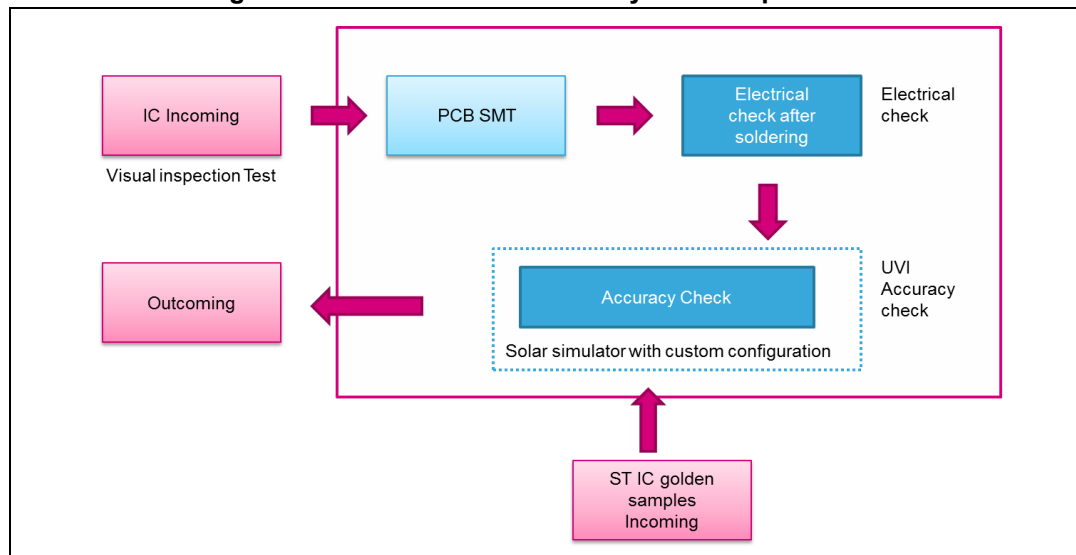 IC Incoming
Visual inspection Test
PCB SMT
Electrical
check after
soldering
Electrical
check
Outcoming
Accuracy Check
Solar simulator with custom configuration
UVI
Accuracy
check
ST IC golden
samples
Incoming